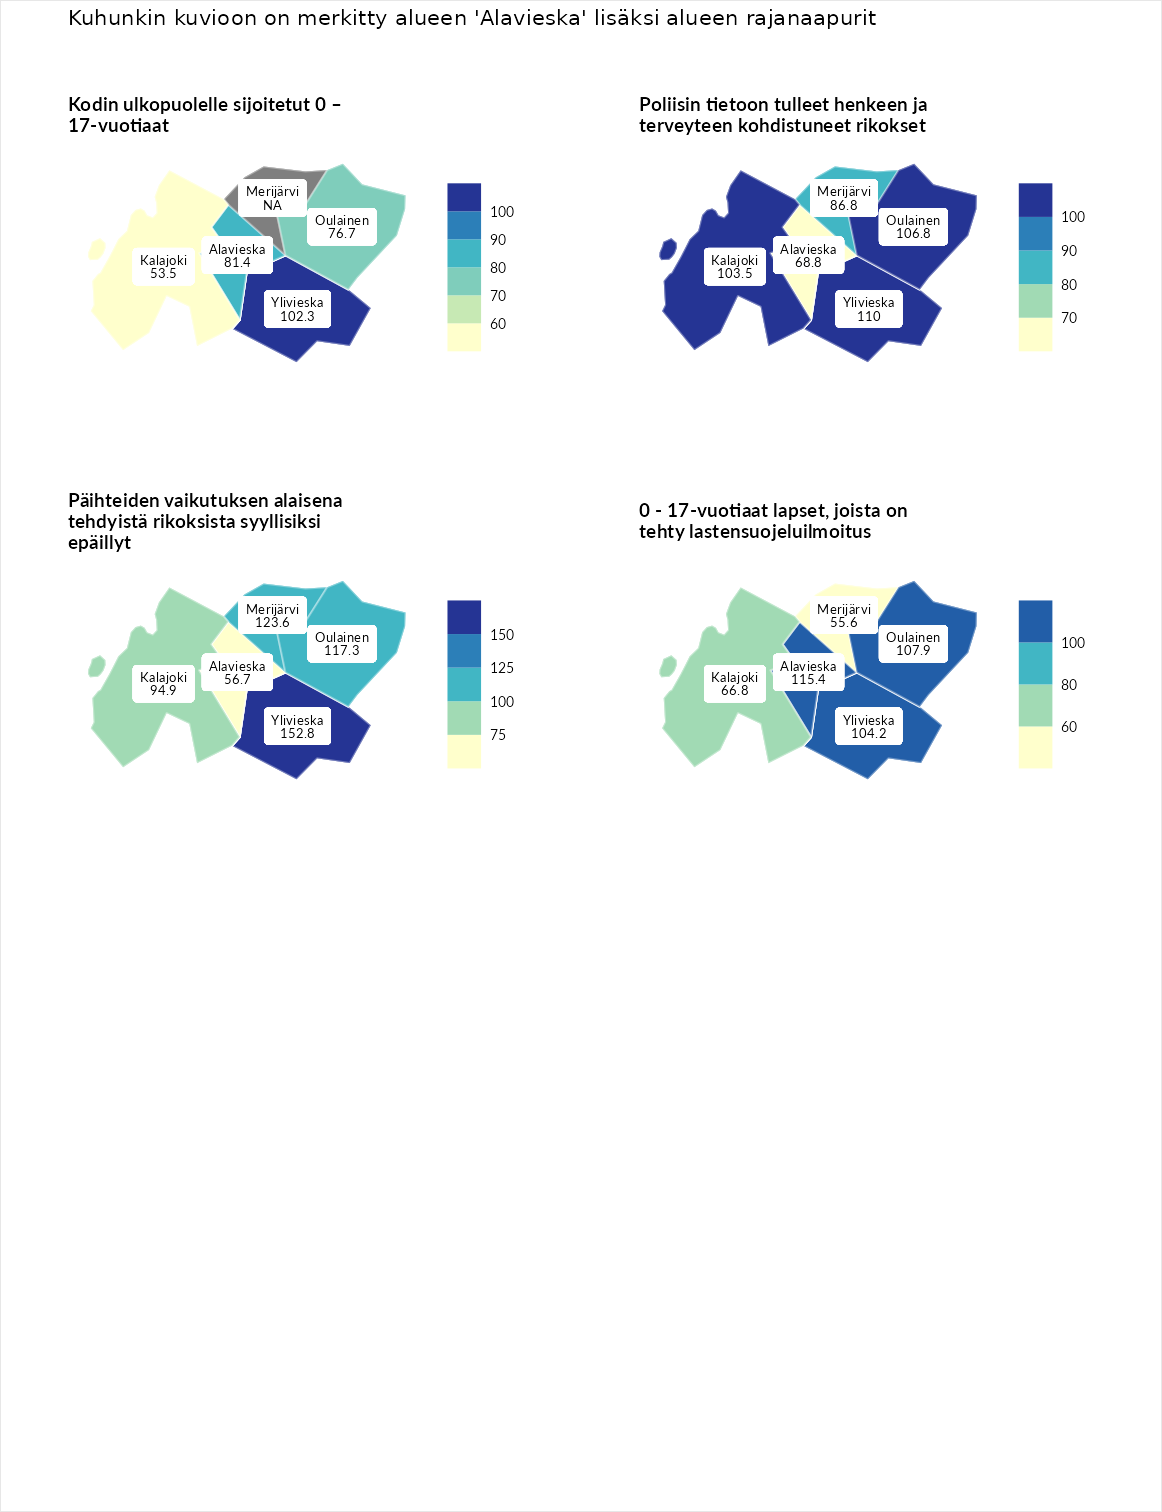 Kuhunkin kuvioon on merkitty alueen 'Alavieska' lisäksi alueen rajanaapurit
Kodin ulkopuolelle sijoitetut 0 –
17-vuotiaat
Merijärvi
NA
Oulainen
76.7
Alavieska
81.4
Kalajoki
53.5
Ylivieska
102.3
100
90
80
70
60
Poliisin tietoon tulleet henkeen ja
terveyteen kohdistuneet rikokset
Merijärvi
86.8
Oulainen
106.8
Alavieska
68.8
Kalajoki
103.5
Ylivieska
110
100
90
80
70
Päihteiden vaikutuksen alaisena
tehdyistä rikoksista syyllisiksi
epäillyt
Merijärvi
123.6
Oulainen
117.3
Alavieska
56.7
Kalajoki
94.9
Ylivieska
152.8
150
125
100
75
0 - 17-vuotiaat lapset, joista on
tehty lastensuojeluilmoitus
Merijärvi
55.6
Oulainen
107.9
Alavieska
115.4
Kalajoki
66.8
Ylivieska
104.2
100
80
60